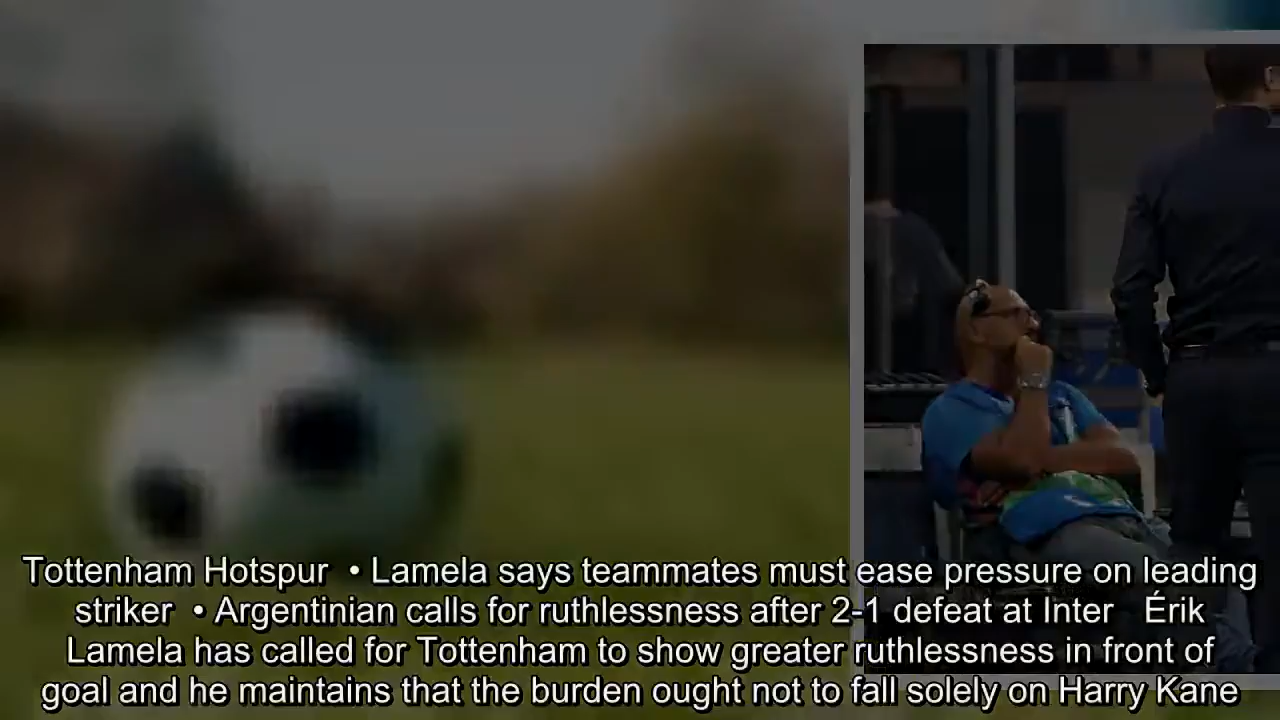 Tottenham Hotspur • Lamela says teammates must ease pressure on leading
striker • Argentinian calls for ruthlessness after 2-1 defeat at Inter Érik
Lamela has called for Tottenham to show greater ruthlessness in front of
goal and he maintains that the burden ought not to fall solely on Harry Kane